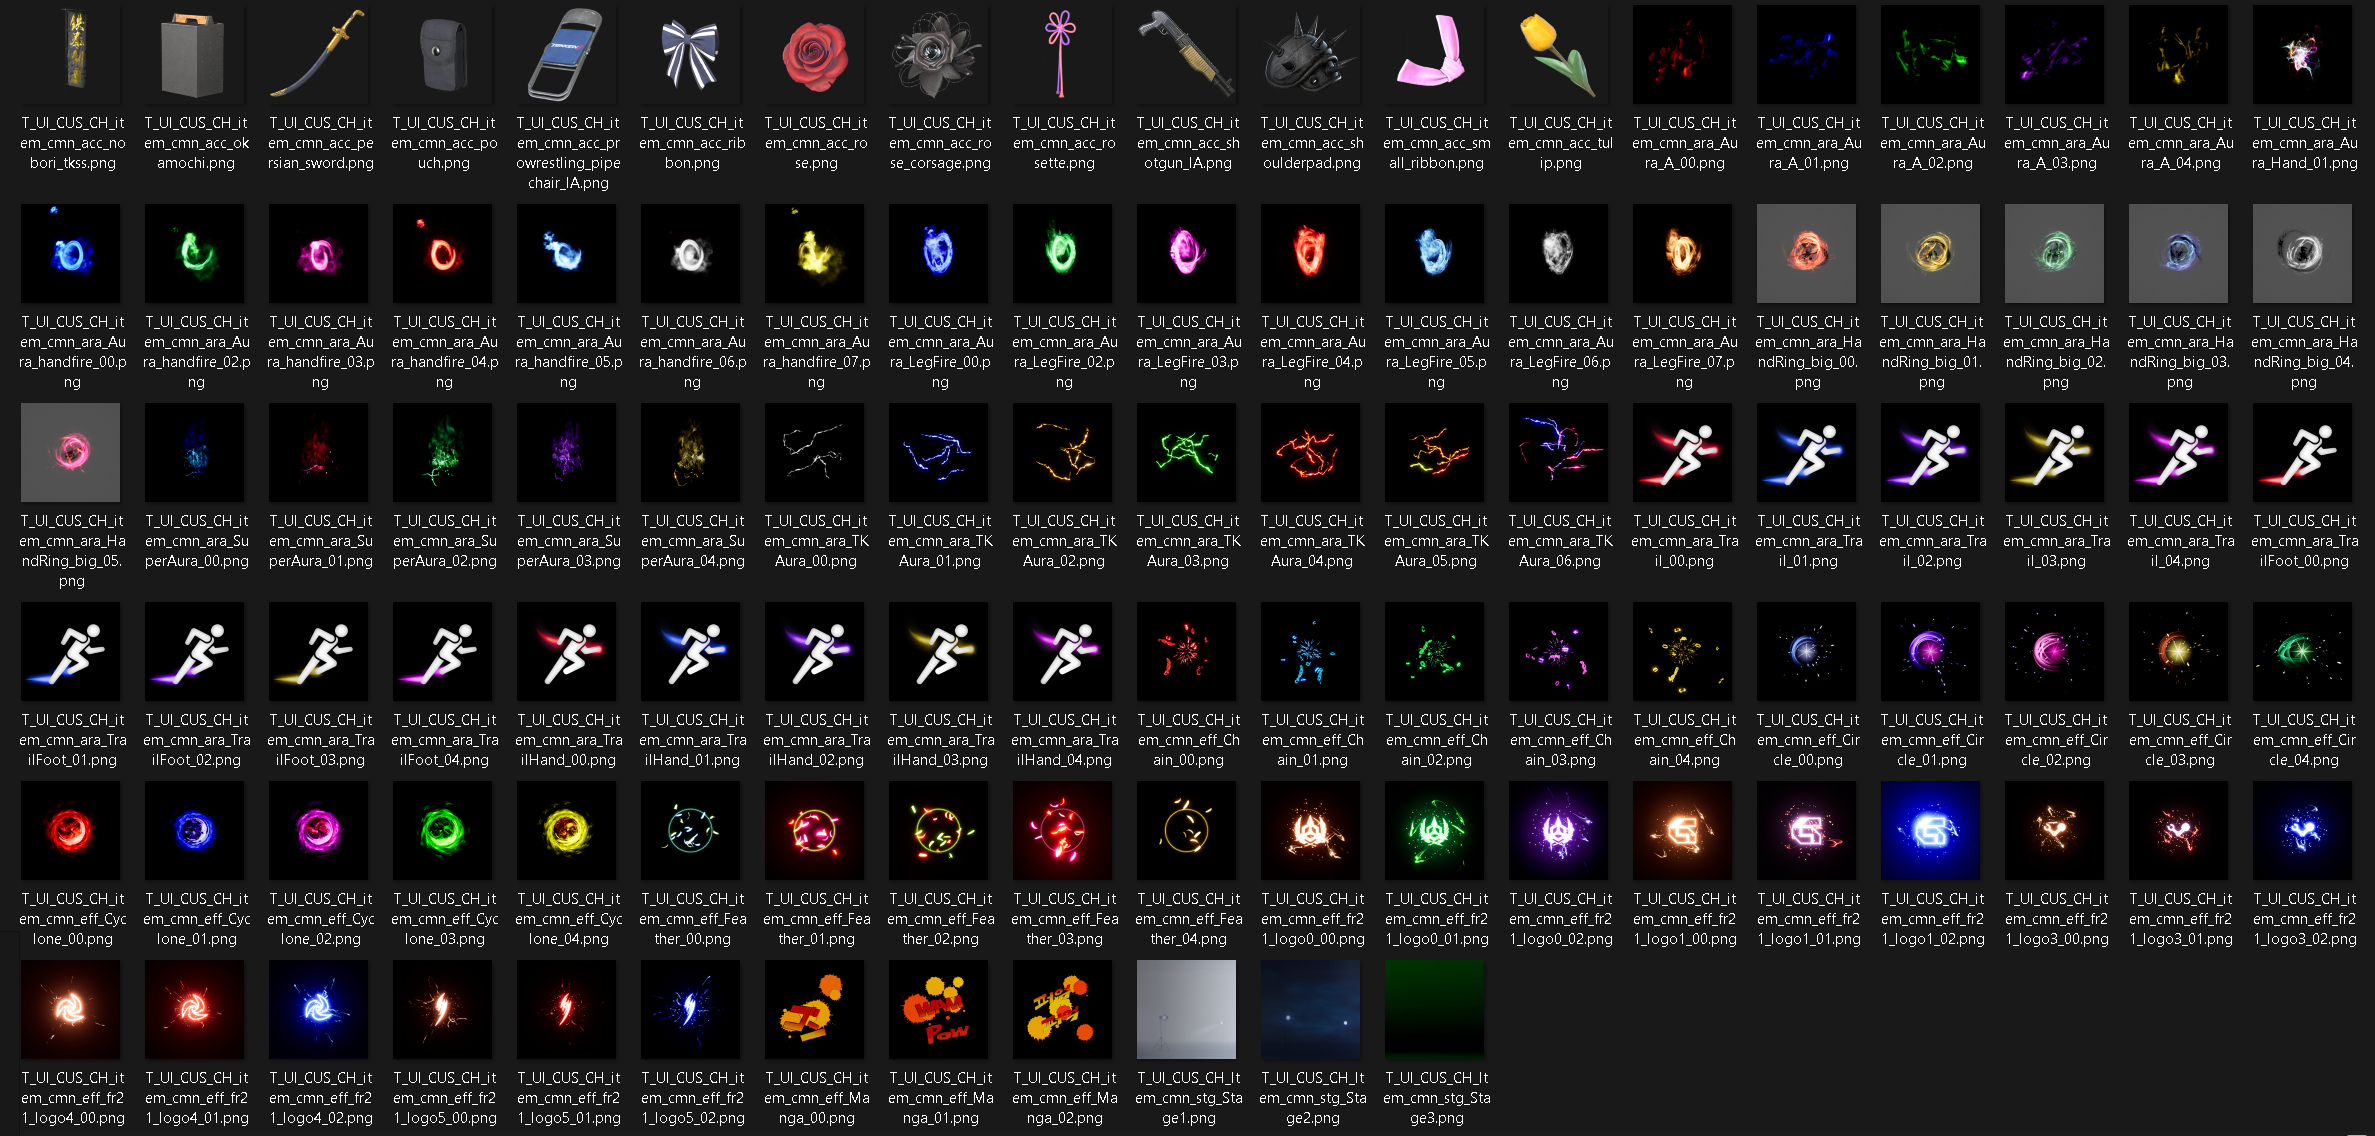 T_UI_CUS_CH_it
em_cmn_acc_no
bori_tkss.png
T_UI_CUS_CH_it
em_cmn_acc_ok
amochi.png
T_UI_CUS_CH_it
em_cmn_acc_pe
rsian_sword.png
T_UI_CUS_CH_it
em_cmn_acc_po
uch.png
TEKKEN
T_UI_CUS_CH_it
em_cmn_acc_pr
owrestling_pipe
chair_IA.png
T_UI_CUS_CH_it
em_cmn_acc_rib
bon.png
T_UI_CUS_CH_it
em_cmn_acc_ro
se.png
T_UI_CUS_CH_it
em_cmn_acc_ro
se_corsage.png
T_UI_CUS_CH_it
em_cmn_acc_ro
sette.png
T_UI_CUS_CH_it
em_cmn_acc_sh
otgun_IA.png
T_UI_CUS_CH_it
em_cmn_acc_sh
oulderpad.png
T_UI_CUS_CH_it
em_cmn_acc_sm
all_ribbon.png
T_UI_CUS_CH_it
em_cmn_acc_tul
ip.png
T_UI_CUS_CH_it
em_cmn_ara_Au
ra_A_00.png
T_UI_CUS_CH_it
em_cmn_ara_Au
ra_A_01.png
T_UI_CUS_CH_it
em_cmn_ara_Au
ra_A_02.png
T_UI_CUS_CH_it
em_cmn_ara_Au
ra_A_03.png
T_UI_CUS_CH_it
em_cmn_ara_Au
ra_A_04.png
T_UI_CUS_CH_it
em_cmn_ara_Au
ra_Hand_01.png
T_UI_CUS_CH_it
em_cmn_ara_Au
ra_handfire_00.p
ng
T_UI_CUS_CH_it
em_cmn_ara_Au
ra_handfire_02.p
ng
T_UI_CUS_CH_it
em_cmn_ara_Au
ra_handfire_03.p
ng
T_UI_CUS_CH_it
em_cmn_ara_Au
ra_handfire_04.p
ng
T_UI_CUS_CH_it
em_cmn_ara_Au
ra_handfire_05.p
ng
T_UI_CUS_CH_it
em_cmn_ara_Au
ra_handfire_06.p
ng
T_UI_CUS_CH_it
em_cmn_ara_Au
ra_handfire_07.p
ng
T_UI_CUS_CH_it
em_cmn_ara_Au
ra_LegFire_00.p
ng
T_UI_CUS_CH_it
em_cmn_ara_Au
ra_LegFire_02.p
ng
T_UI_CUS_CH_it
em_cmn_ara_Au
ra_LegFire_03.p
ng
T_UI_CUS_CH_it
em_cmn_ara_Au
ra_LegFire_04.p
ng
T_UI_CUS_CH_it
em_cmn_ara_Au
ra_LegFire_05.p
ng
T_UI_CUS_CH_it
em_cmn_ara_Au
ra_LegFire_06.p
ng
T_UI_CUS_CH_it
em_cmn_ara_Au
ra_LegFire_07.p
ng
T_UI_CUS_CH_it
em_cmn_ara_Ha
ndRing_big_00.
png
T_UI_CUS_CH_it
em_cmn_ara_Ha
ndRing_big_01.
png
T_UI_CUS_CH_it
em_cmn_ara_Ha
ndRing_big_02.
png
T_UI_CUS_CH_it
em_cmn_ara_Ha
ndRing_big_03.
png
T_UI_CUS_CH_it
em_cmn_ara_Ha
ndRing_big_04.
png
T_UI_CUS_CH_it
em_cmn_ara_Ha
ndRing_big_05.
png
T_UI_CUS_CH_it
em_cmn_ara_Su
perAura_00.png
T_UI_CUS_CH_it
em_cmn_ara_Su
perAura_01.png
T_UI_CUS_CH_it
em_cmn_ara_Su
perAura_02.png
T_UI_CUS_CH_it
em_cmn_ara_Su
perAura_03.png
T_UI_CUS_CH_it
em_cmn_ara_Su
perAura_04.png
T_UI_CUS_CH_it
em_cmn_ara_TK
Aura_00.png
T_UI_CUS_CH_it
em_cmn_ara_TK
Aura_01.png
T_UI_CUS_CH_it
em_cmn_ara_TK
Aura_02.png
T_UI_CUS_CH_it
em_cmn_ara_TK
Aura_03.png
T_UI_CUS_CH_it
em_cmn_ara_TK
Aura_04.png
T_UI_CUS_CH_it
em_cmn_ara_TK
Aura_05.png
T_UI_CUS_CH_it
em_cmn_ara_TK
Aura_06.png
T_UI_CUS_CH_it
em_cmn_ara_Tra
il_00.png
T_UI_CUS_CH_it
em_cmn_ara_Tra
il_01.png
T_UI_CUS_CH_it
em_cmn_ara_Tra
il_02.png
T_UI_CUS_CH_it
em_cmn_ara_Tra
il_03.png
T_UI_CUS_CH_it
em_cmn_ara_Tra
il_04.png
T_UI_CUS_CH_it
em_cmn_ara_Tra
ilFoot_00.png
T_UI_CUS_CH_it
em_cmn_ara_Tra
ilFoot_01.png
T_UI_CUS_CH_it
em_cmn_ara_Tra
ilFoot_02.png
T_UI_CUS_CH_it
em_cmn_ara_Tra
ilFoot_03.png
T_UI_CUS_CH_it
em_cmn_ara_Tra
ilFoot_04.png
T_UI_CUS_CH_it
em_cmn_ara_Tra
ilHand_00.png
T_UI_CUS_CH_it
em_cmn_ara_Tra
ilHand_01.png
T_UI_CUS_CH_it
em_cmn_ara_Tra
ilHand_02.png
T_UI_CUS_CH_it
em_cmn_ara_Tra
ilHand_03.png
T_UI_CUS_CH_it
em_cmn_ara_Tra
ilHand_04.png
T_UI_CUS_CH_it
em_cmn_eff_Ch
ain_00.png
T_UI_CUS_CH_it
em_cmn_eff_Ch
ain_01.png
T_UI_CUS_CH_it
em_cmn_eff_Ch
ain_02.png
T_UI_CUS_CH_it
em_cmn_eff_Ch
ain_03.png
T_UI_CUS_CH_it
em_cmn_eff_Ch
ain_04.png
T_UI_CUS_CH_it
em_cmn_eff_Cir
cle_00.png
T_UI_CUS_CH_it
em_cmn_eff_Cir
cle_01.png
T_UI_CUS_CH_it
em_cmn_eff_Cir
cle_02.png
T_UI_CUS_CH_it
em_cmn_eff_Cir
cle_03.png
T_UI_CUS_CH_it
em_cmn_eff_Cir
cle_04.png
T_UI_CUS_CH_it
em_cmn_eff_Cyc
lone_00.png
T_UI_CUS_CH_it
em_cmn_eff_Cyc
lone_01.png
T_UI_CUS_CH_it
em_cmn_eff_Cyc
lone_02.png
T_UI_CUS_CH_it
em_cmn_eff_Cyc
lone_03.png
T_UI_CUS_CH_it
em_cmn_eff_Cyc
lone_04.png
T_UI_CUS_CH_it
em_cmn_eff_Fea
ther_00.png
T_UI_CUS_CH_it
em_cmn_eff_Fea
ther_01.png
T_UI_CUS_CH_it
em_cmn_eff_Fea
ther_02.png
T_UI_CUS_CH_it
em_cmn_eff_Fea
ther_03.png
T_UI_CUS_CH_it
em_cmn_eff_Fea
ther_04.png
T_UI_CUS_CH_it
em_cmn_eff_fr2
1_logo0_00.png
T_UI_CUS_CH_it
em_cmn_eff_fr2
1_logo0_01.png
T_UI_CUS_CH_it
em_cmn_eff_fr2
1_logo0_02.png
T_UI_CUS_CH_it
em_cmn_eff_fr2
1_logo1_00.png
T_UI_CUS_CH_it
em_cmn_eff_fr2
1_logo1_01.png
T_UI_CUS_CH_it
em_cmn_eff_fr2
1_logo1_02.png
T_UI_CUS_CH_it
em_cmn_eff_fr2
1_logo3_00.png
T_UI_CUS_CH_it
em_cmn_eff_fr2
1_logo3_01.png
T_UI_CUS_CH_it
em_cmn_eff_fr2
1_logo3_02.png
T_UI_CUS_CH_it
em_cmn_eff_fr2
1_logo4_00.png
T_UI_CUS_CH_it
em_cmn_eff_fr2
1_logo4_01.png
T_UI_CUS_CH_it
em_cmn_eff_fr2
1_logo4_02.png
T_UI_CUS_CH_it
em_cmn_eff_fr2
1_logo5_00.png
T_UI_CUS_CH_it
em_cmn_eff_fr2
1_logo5_01.png
T_UI_CUS_CH_it
em_cmn_eff_fr2
1_logo5_02.png
T_UI_CUS_CH_it
em_cmn_eff_Ma
nga_00.png
Pow
T_UI_CUS_CH_it
em_cmn_eff_Ma
nga_01.png
T_UI_CUS_CH_it
em_cmn_eff_Ma
nga_02.png
T_UI_CUS_CH_It
em_cmn_stg_Sta
ge1.png
T_UI_CUS_CH_It
em_cmn_stg_Sta
ge2.png
T_UI_CUS_CH_It
em_cmn_stg_Sta
ge3.png